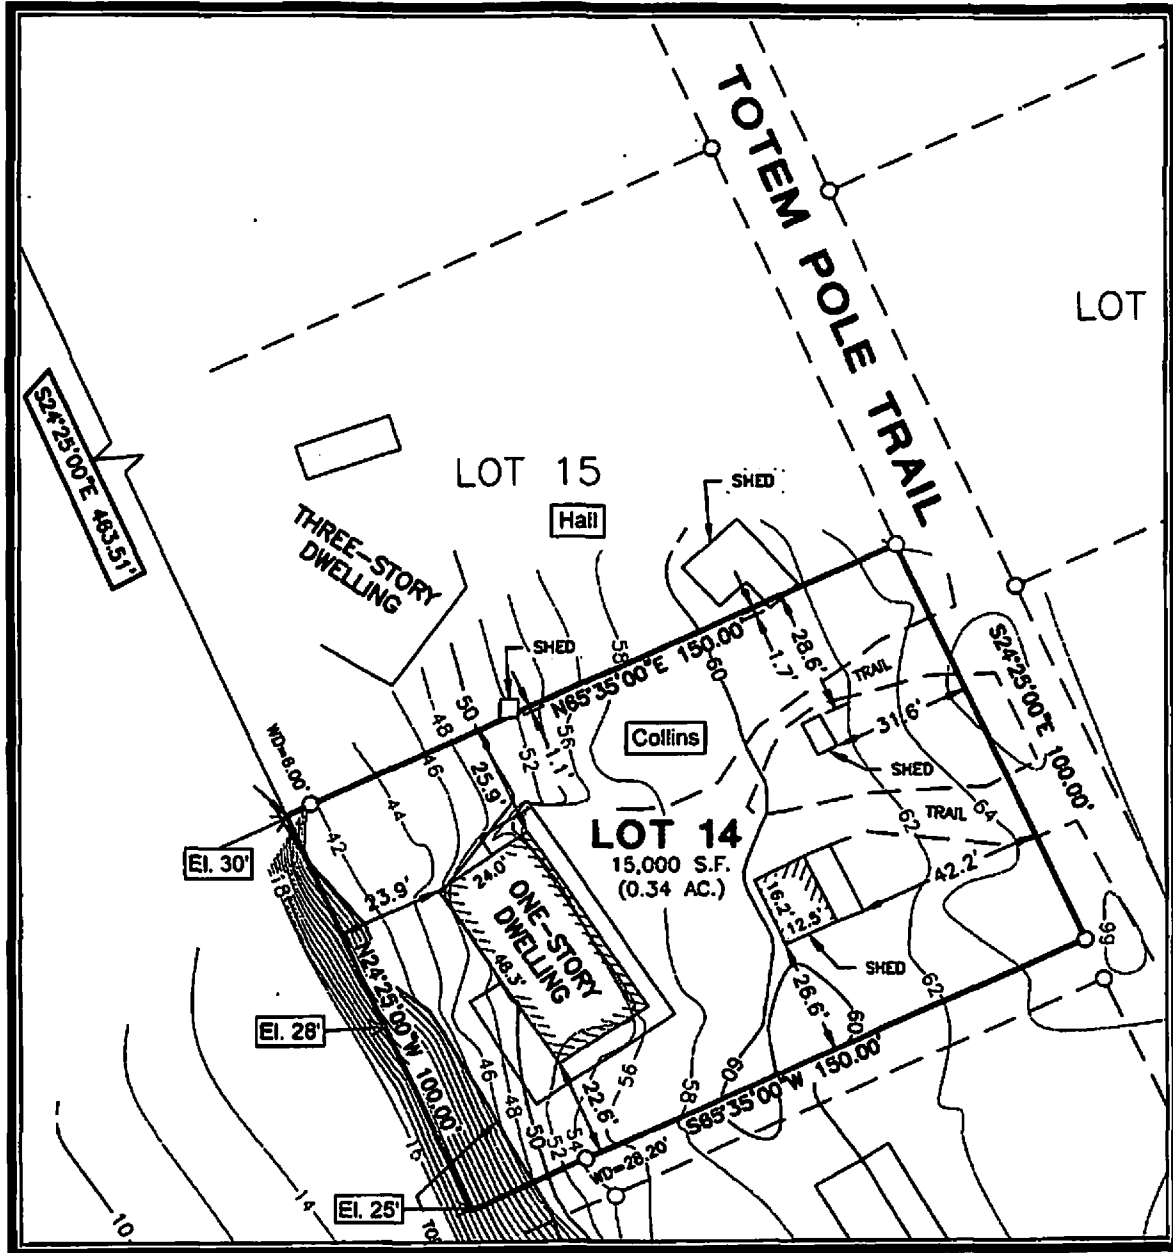 TOTEM POLE TRAIL
LOT
S24°25'00"E 463.51'
LOT 15
Hall
SHED
THREE-STORY
DWELLING
SHED
N65°35'00"E 150.00'
28.6'
1.7'
TRAIL
S24°25'00"E 100.00'
31.6'
SHED
Collins
58
60
50
48
46
44
42
52
56
1.1'
25.9'
WD=6.00'
El. 30'
18
23.9'
24.0'
LOT 14
15,000 S.F.
(0.34 AC.)
62
64
TRAIL
42.2'
16.2'
12.5'
SHED
26.6'
ONE-STORY
DWELLING
48.3'
N24°25'00"W 100.00'
El. 28'
66
62
60
60
58
56
S65°35'00"W 150.00'
22.6'
WD=28.20'
46
48
50
52
54
16
14
10
El. 25'